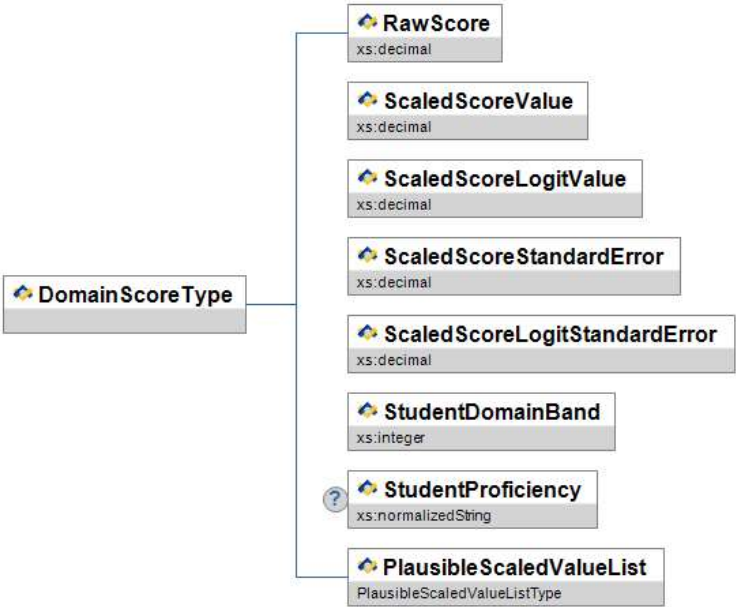 RawScore
xs:decimal
ScaledScoreValue
xs:decimal
ScaledScoreLogitValue
xs:decimal
ScaledScoreStandardError
xs:decimal
DomainScoreType
ScaledScoreLogitStandardError
xs:decimal
StudentDomainBand
xs:integer
?
StudentProficiency
xs:normalizedString
PlausibleScaledValueList
PlausibleScaledValueListType